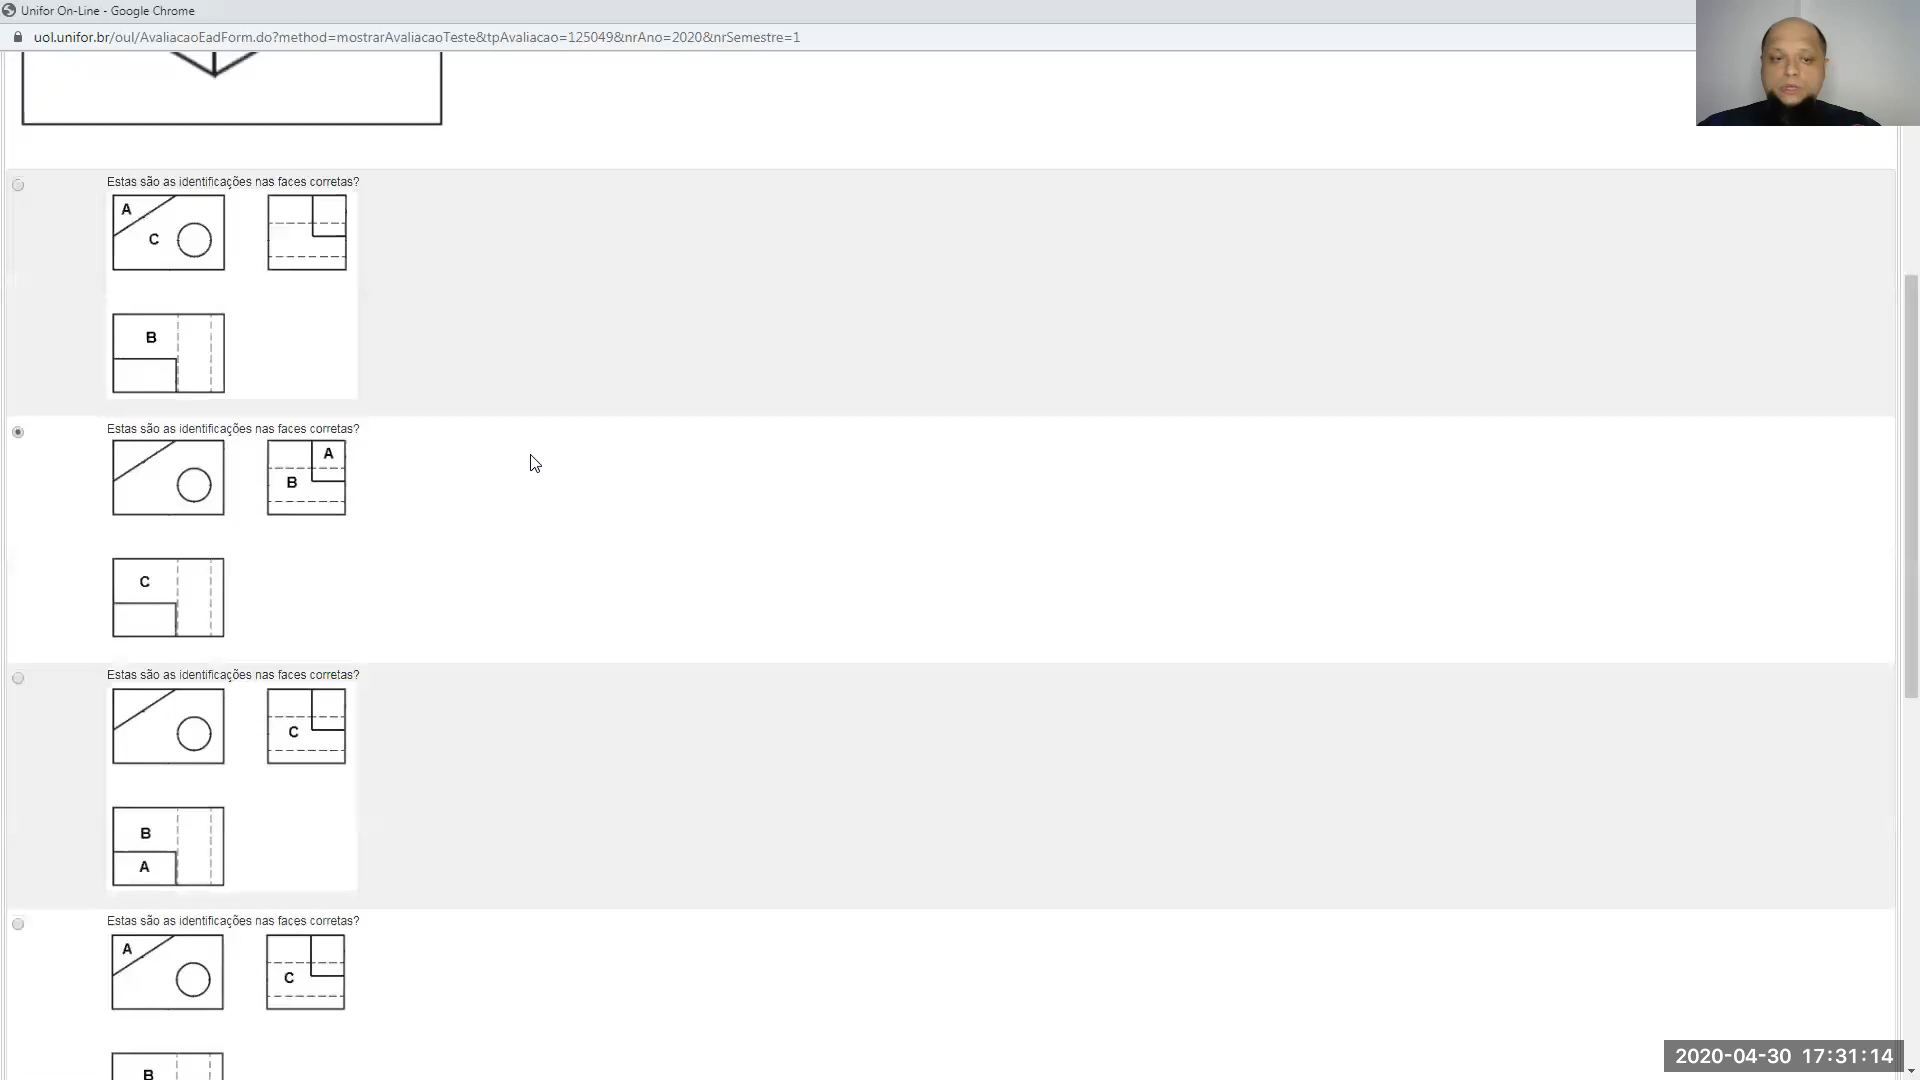 Unifor On-Line - Google Chrome
uol.unifor.br/oul/AvaliacaoEadForm.do?method=mostrarAvaliacaoTeste&tpAvaliacao=125049&nrAno=2020&nrSemestre=1
Estas são as identificações nas faces corretas?
A
C
B
Estas são as identificações nas faces corretas?
A
B
C
Estas são as identificações nas faces corretas?
C
B
A
Estas são as identificações nas faces corretas?
A
C
B
2020-04-30 17:31:14